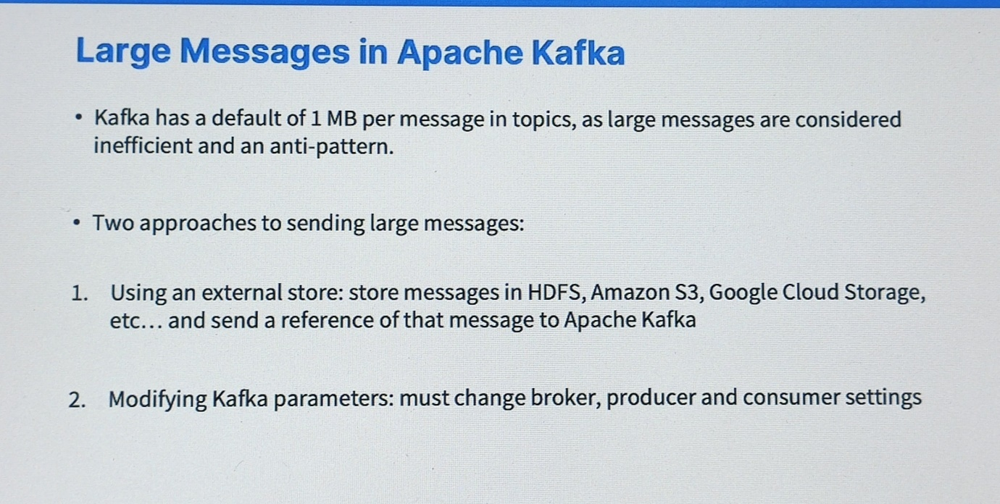 Large Messages in Apache Kafka
• Kafka has a default of 1 MB per message in topics, as large messages are considered
inefficient and an anti-pattern.
• Two approaches to sending large messages:
1. Using an external store: store messages in HDFS, Amazon S3, Google Cloud Storage,
etc… and send a reference of that message to Apache Kafka
2. Modifying Kafka parameters: must change broker, producer and consumer settings